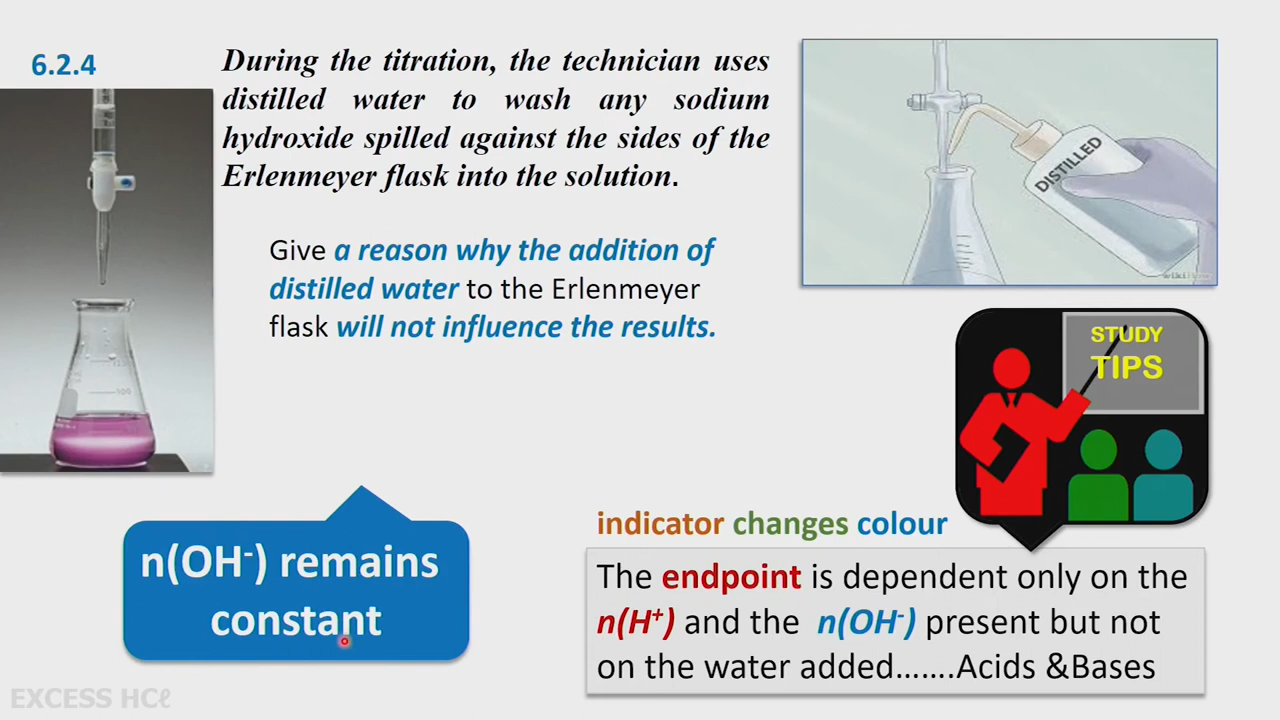 6.2.4
During the titration, the technician uses
distilled water to wash any sodium
hydroxide spilled against the sides of the
Erlenmeyer flask into the solution.
Give a reason why the addition of
distilled water to the Erlenmeyer
flask will not influence the results.
DISTILLED
STUDY
TIPS
100
n(OH-) remains
constant
indicator changes colour
The endpoint is dependent only on the
n(H+) and the n(OH-) present but not
on the water added…….Acids &Bases
EXCESS HCℓ